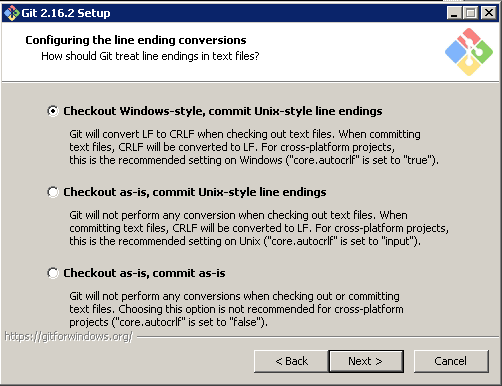 Git 2.16.2 Setup
Configuring the line ending conversions
How should Git treat line endings in text files?
Checkout Windows-style, commit Unix-style line endings
Git will convert LF to CRLF when checking out text files. When committing
text files, CRLF will be converted to LF. For cross-platform projects,
this is the recommended setting on Windows ("core.autocrlf" is set to "true").
Checkout as-is, commit Unix-style line endings
Git will not perform any conversion when checking out text files. When
committing text files, CRLF will be converted to LF. For cross-platform projects,
this is the recommended setting on Unix ("core.autocrlf" is set to "input").
Checkout as-is, commit as-is
Git will not perform any conversions when checking out or committing
text files. Choosing this option is not recommended for cross-platform
projects ("core.autocrlf" is set to "false").
https://gitforwindows.org/
< Back
Next >
Cancel